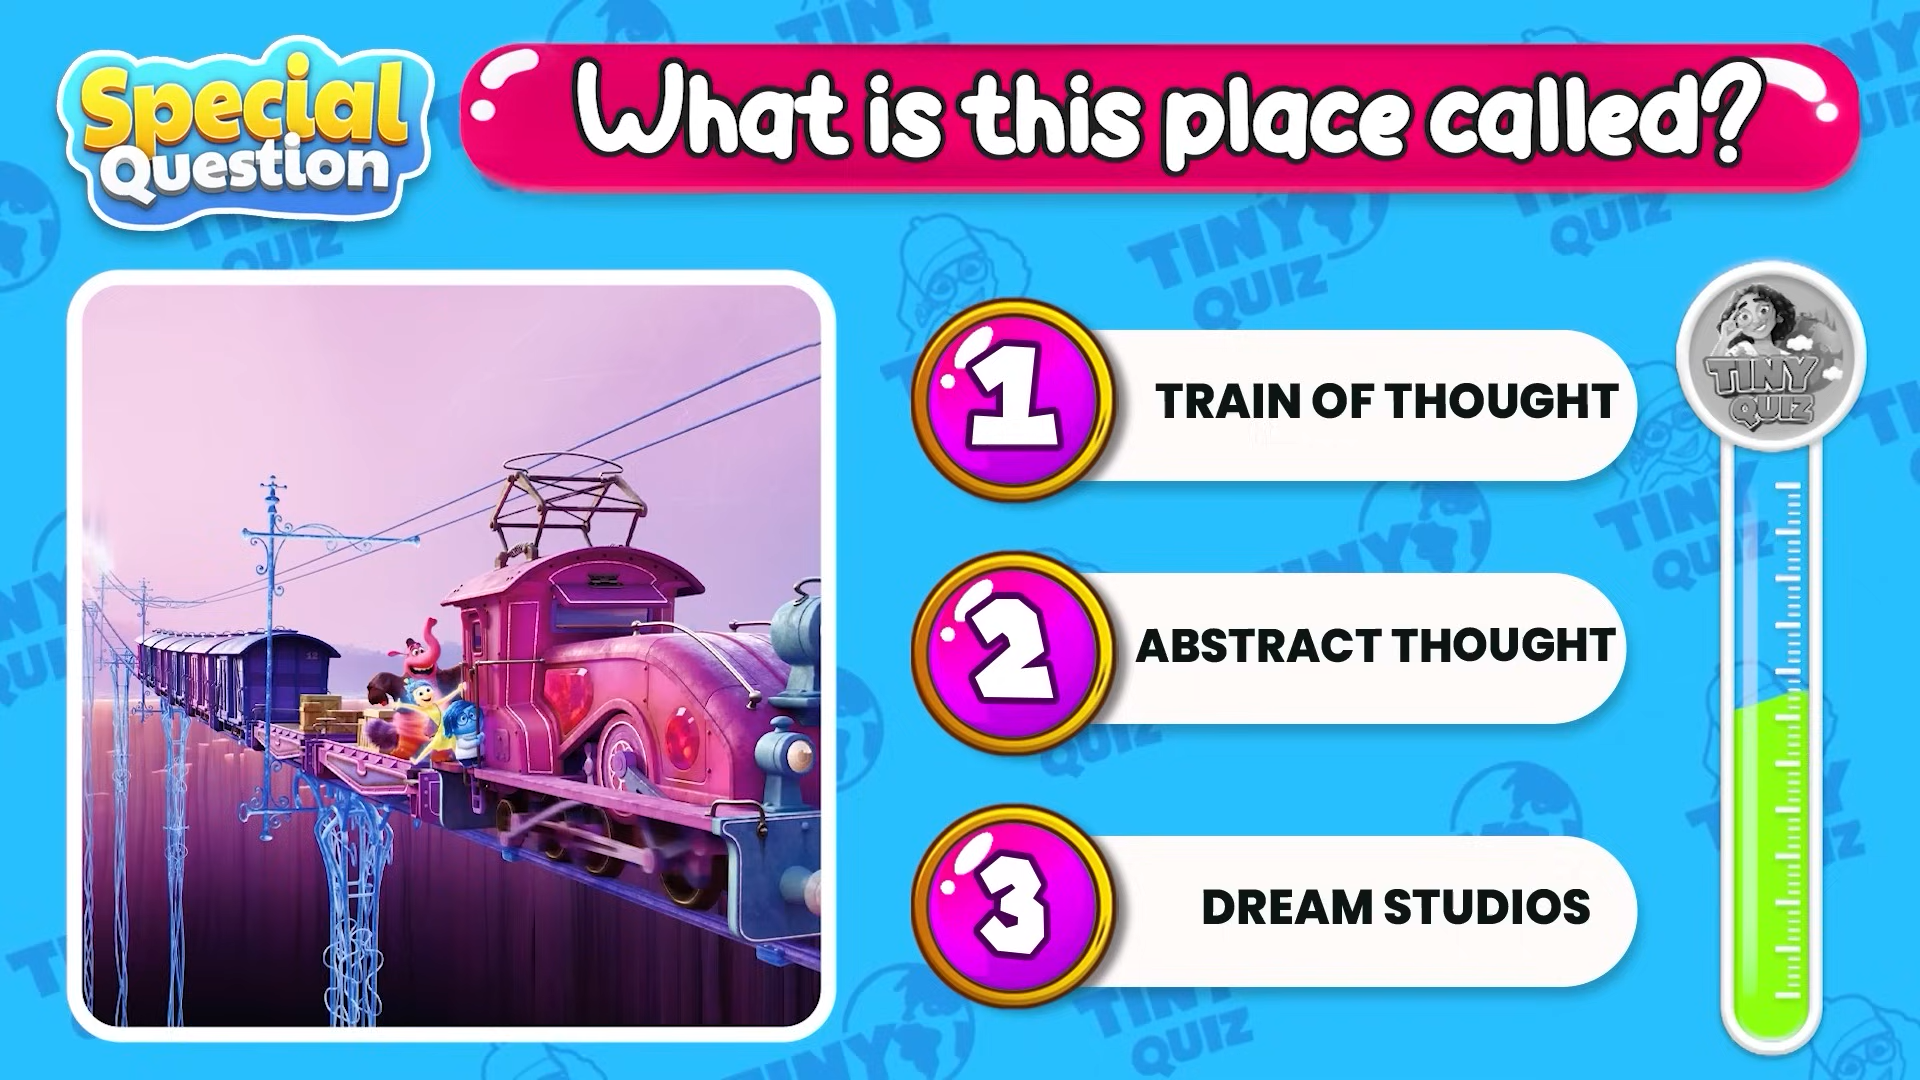 Special
Question
What is this place called?
TINY
QUIZ
1
TRAIN OF THOUGHT
2
ABSTRACT THOUGHT
3
DREAM STUDIOS
12